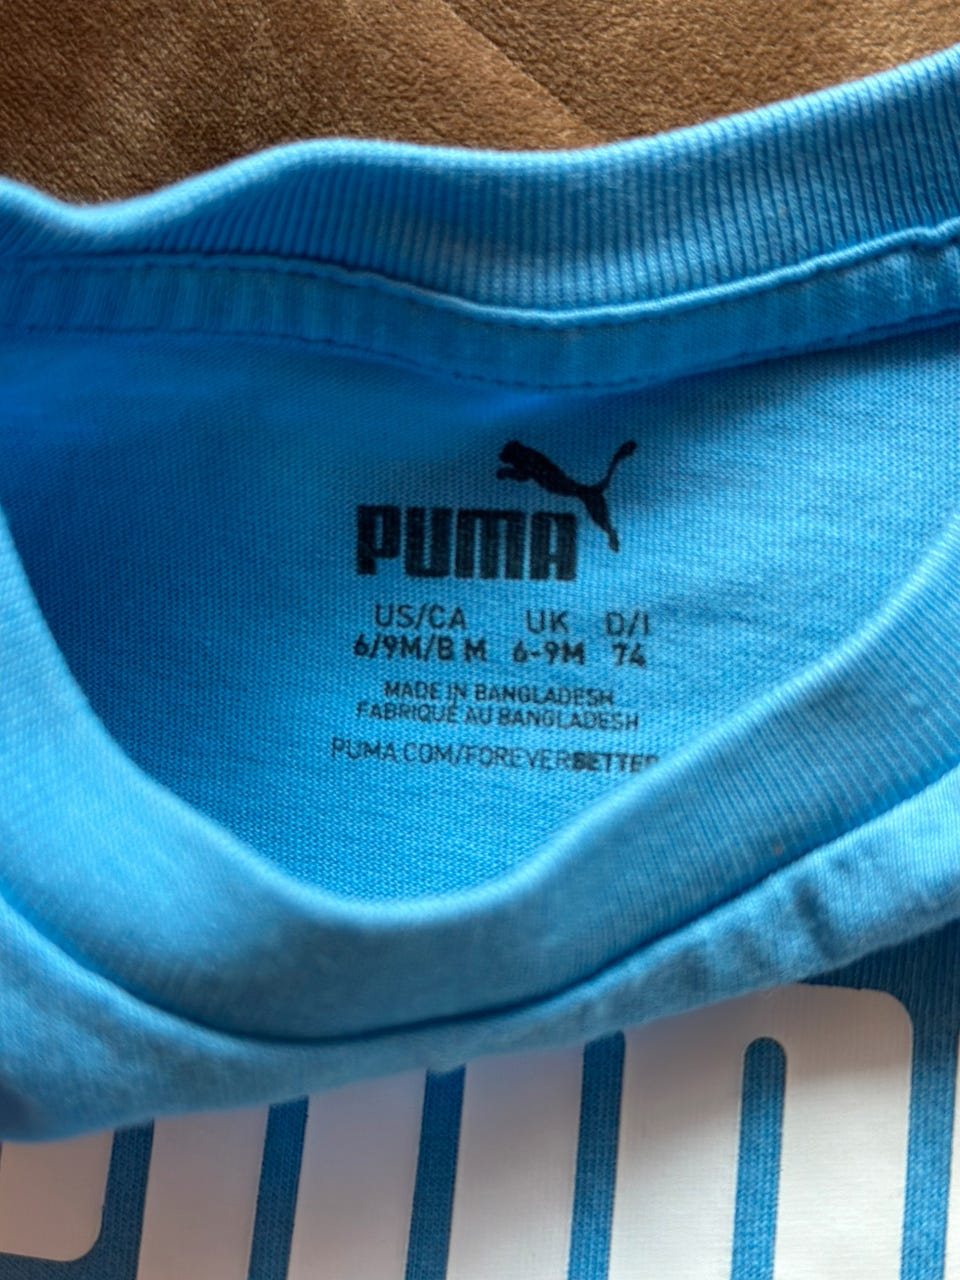 PUMA
US/CA UK D/I
6/9M/B M 6-9M 74
MADE IN BANGLADESH
FABRIQUÉ AU BANGLADESH
PUMA.COM/FOREVERBETTER